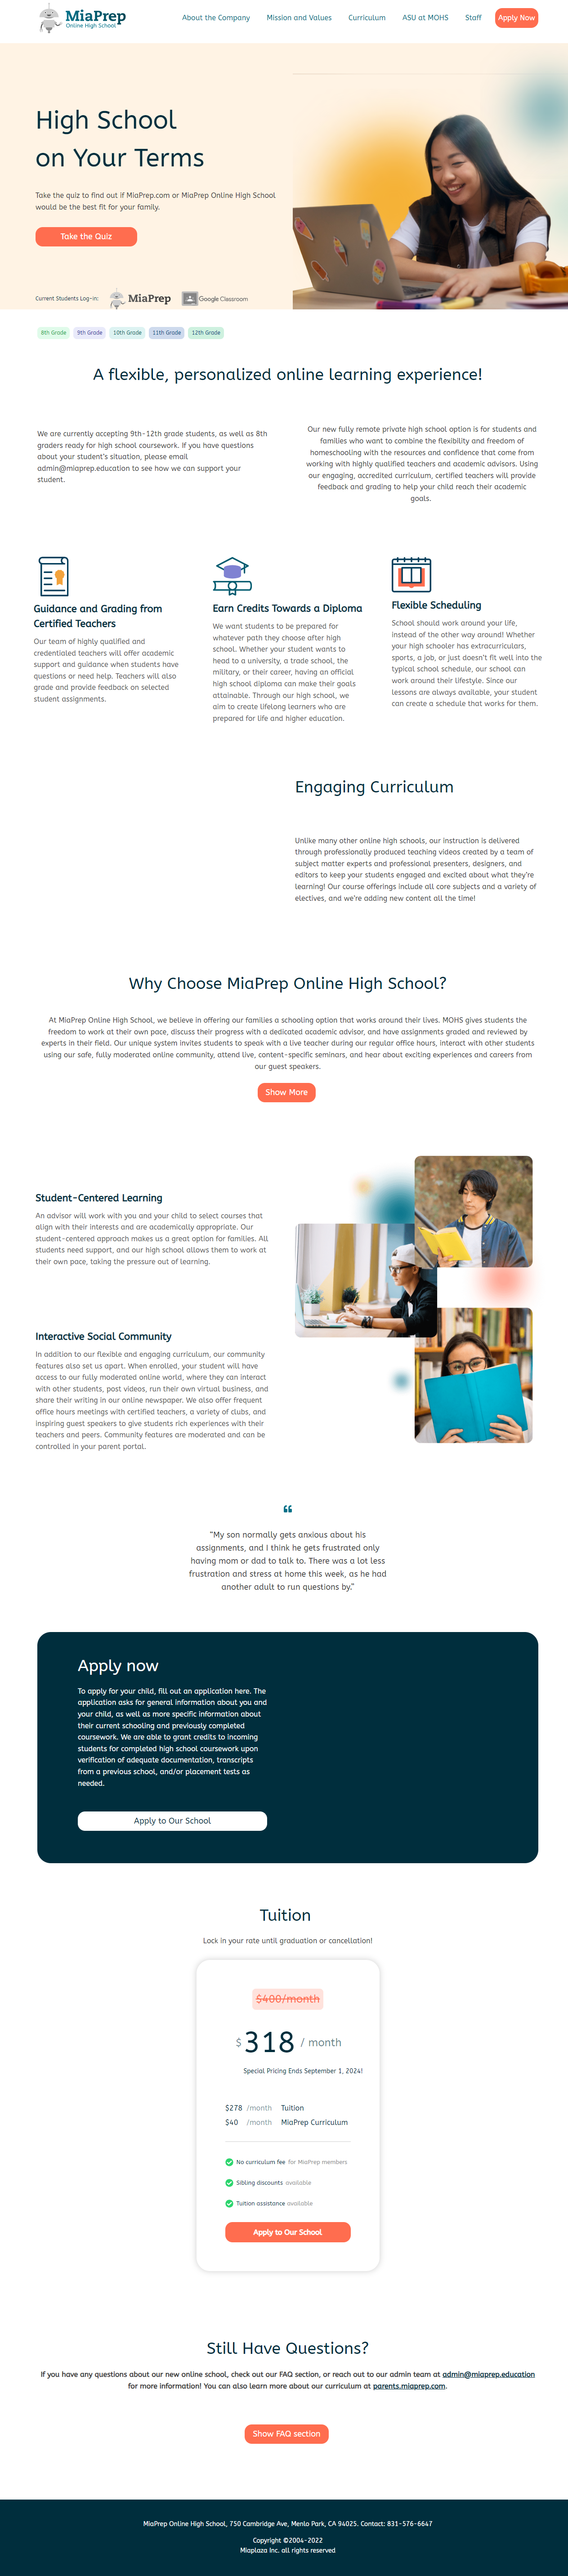 MiaPrep
Online High School
About the Company
Mission and Values
Curriculum
ASU at MOHS
Staff
Apply Now
High School
on Your Terms
Take the quiz to find out if MiaPrep.com or MiaPrep Online High School
would be the best fit for your family.
Take the Quiz
Current Students Log-in:
MiaPrep
Google Classroom
8th Grade
9th Grade
10th Grade
11th Grade
12th Grade
A flexible, personalized online learning experience!
We are currently accepting 9th-12th grade students, as well as 8th
graders ready for high school coursework. If you have questions
about your student's situation, please email
admin@miaprep.education to see how we can support your
student.
Our new fully remote private high school option is for students and
families who want to combine the flexibility and freedom of
homeschooling with the resources and confidence that come from
working with highly qualified teachers and academic advisors. Using
our engaging, accredited curriculum, certified teachers will provide
feedback and grading to help your child reach their academic
goals.
Guidance and Grading from
Certified Teachers
Our team of highly qualified and
credentialed teachers will offer academic
support and guidance when students have
questions or need help. Teachers will also
grade and provide feedback on selected
student assignments.
Earn Credits Towards a Diploma
We want students to be prepared for
whatever path they choose after high
school. Whether your student wants to
head to a university, a trade school, the
military, or their career, having an official
high school diploma can make their goals
attainable. Through our high school, we
aim to create lifelong learners who are
prepared for life and higher education.
Flexible Scheduling
School should work around your life,
instead of the other way around! Whether
your high schooler has extracurriculars,
sports, a job, or just doesn't fit well into the
typical school schedule, our school can
work around their lifestyle. Since our
lessons are always available, your student
can create a schedule that works for them.
Engaging Curriculum
Unlike many other online high schools, our instruction is delivered
through professionally produced teaching videos created by a team of
subject matter experts and professional presenters, designers, and
editors to keep your students engaged and excited about what they're
learning! Our course offerings include all core subjects and a variety of
electives, and we're adding new content all the time!
Why Choose MiaPrep Online High School?
At MiaPrep Online High School, we believe in offering our families a schooling option that works around their lives. MOHS gives students the
freedom to work at their own pace, discuss their progress with a dedicated academic advisor, and have assignments graded and reviewed by
experts in their field. Our unique system invites students to speak with a live teacher during our regular office hours, interact with other students
using our safe, fully moderated online community, attend live, content-specific seminars, and hear about exciting experiences and careers from
our guest speakers.
Show More
Student-Centered Learning
An advisor will work with you and your child to select courses that
align with their interests and are academically appropriate. Our
student-centered approach makes us a great option for families. All
students need support, and our high school allows them to work at
their own pace, taking the pressure out of learning.
Interactive Social Community
In addition to our flexible and engaging curriculum, our community
features also set us apart. When enrolled, your student will have
access to our fully moderated online world, where they can interact
with other students, post videos, run their own virtual business, and
share their writing in our online newspaper. We also offer frequent
office hours meetings with certified teachers, a variety of clubs, and
inspiring guest speakers to give students rich experiences with their
teachers and peers. Community features are moderated and can be
controlled in your parent portal.
"My son normally gets anxious about his
assignments, and I think he gets frustrated only
having mom or dad to talk to. There was a lot less
frustration and stress at home this week, as he had
another adult to run questions by."
Apply now
To apply for your child, fill out an application here. The
application asks for general information about you and
your child, as well as more specific information about
their current schooling and previously completed
coursework. We are able to grant credits to incoming
students for completed high school coursework upon
verification of adequate documentation, transcripts
from a previous school, and/or placement tests as
needed.
Apply to Our School
Tuition
Lock in your rate until graduation or cancellation!
$400/month
$ 318 / month
Special Pricing Ends September 1, 2024!
$278 /month Tuition
$40 /month MiaPrep Curriculum
No curriculum fee for MiaPrep members
Sibling discounts available
Tuition assistance available
Apply to Our School
Still Have Questions?
If you have any questions about our new online school, check out our FAQ section, or reach out to our admin team at admin@miaprep.education
for more information! You can also learn more about our curriculum at parents.miaprep.com.
Show FAQ section
MiaPrep Online High School, 750 Cambridge Ave, Menlo Park, CA 94025. Contact: 831-576-6647
Copyright ©2004-2022
Miaplaza Inc. all rights reserved